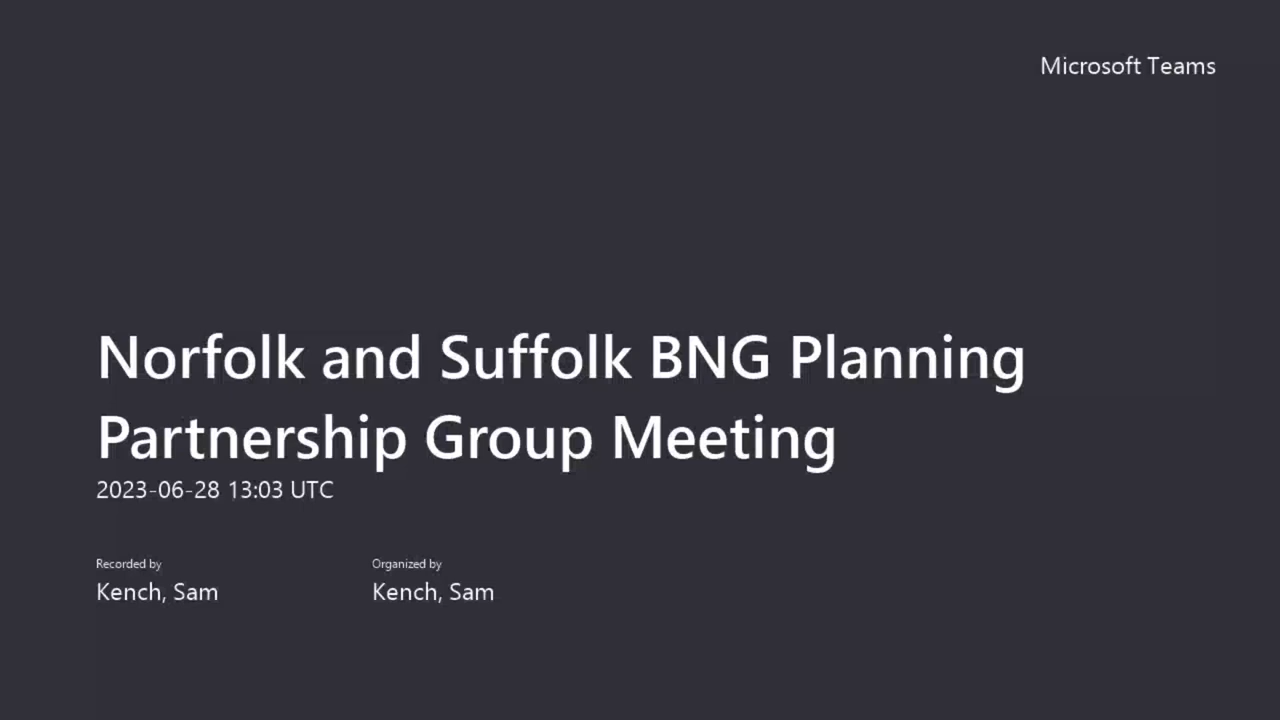 Microsoft Teams
Norfolk and Suffolk BNG Planning
Partnership Group Meeting
2023-06-28 13:03 UTC
Recorded by
Organized by
Kench, Sam
Kench, Sam